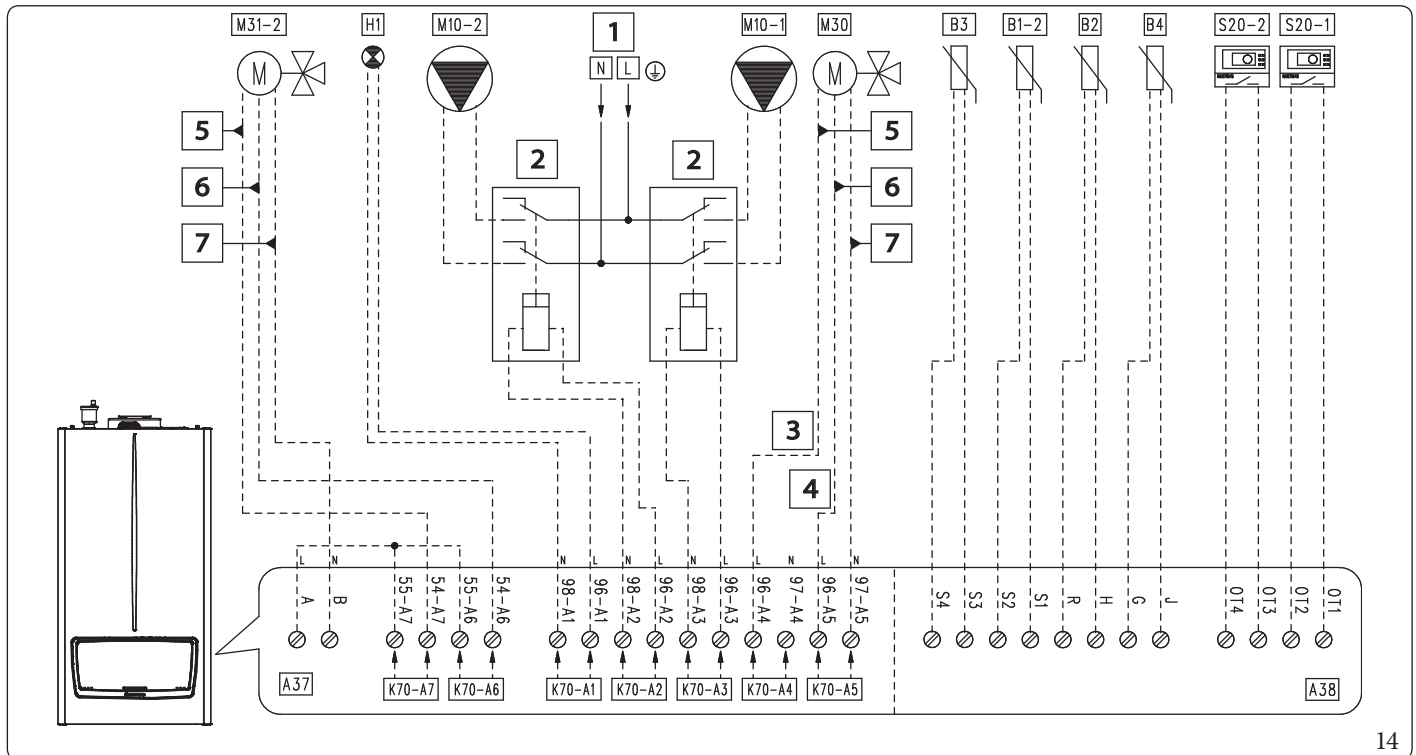 M31-2 H1 M10-2 1 M10-1 M30 B3 B1-2 B2 B4 S20-2 S20-1
N L
M M
5 5
2 2
6 6
7 7
3
4
L N N L N L N L L N L N
A B 55-A7 54-A7 55-A6 54-A6 98-A1 96-A1 98-A2 96-A2 98-A3 96-A3 96-A4 97-A4 96-A5 97-A5 S4 S3 S2 S1 R H G J OT4 OT3 OT2 OT1
A37 K70-A7 K70-A6 K70-A1 K70-A2 K70-A3 K70-A4 K70-A5 A38
14